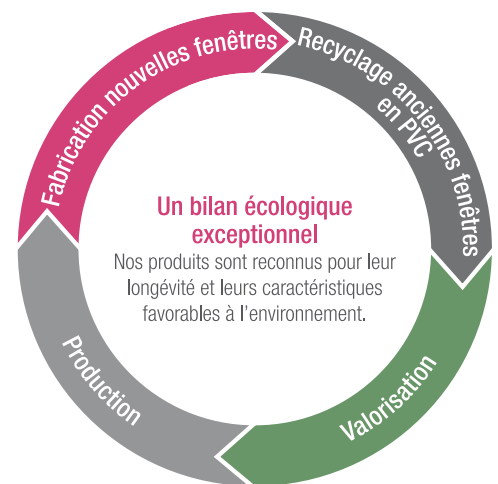 Fabrication nouvelles fenêtres
Recyclage anciennes fenêtres
en PVC
Un bilan écologique
exceptionnel
Nos produits sont reconnus pour leur
longévité et leurs caractéristiques
favorables à l'environnement.
Production
Valorisation